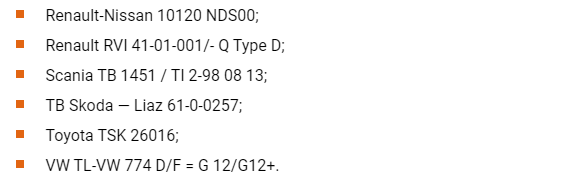 Renault-Nissan 10120 NDS00;
Renault RVI 41-01-001/- Q Type D;
Scania TB 1451 / TI 2-98 08 13;
TB Skoda — Liaz 61-0-0257;
Toyota TSK 26016;
VW TL-VW 774 D/F = G 12/G12+.